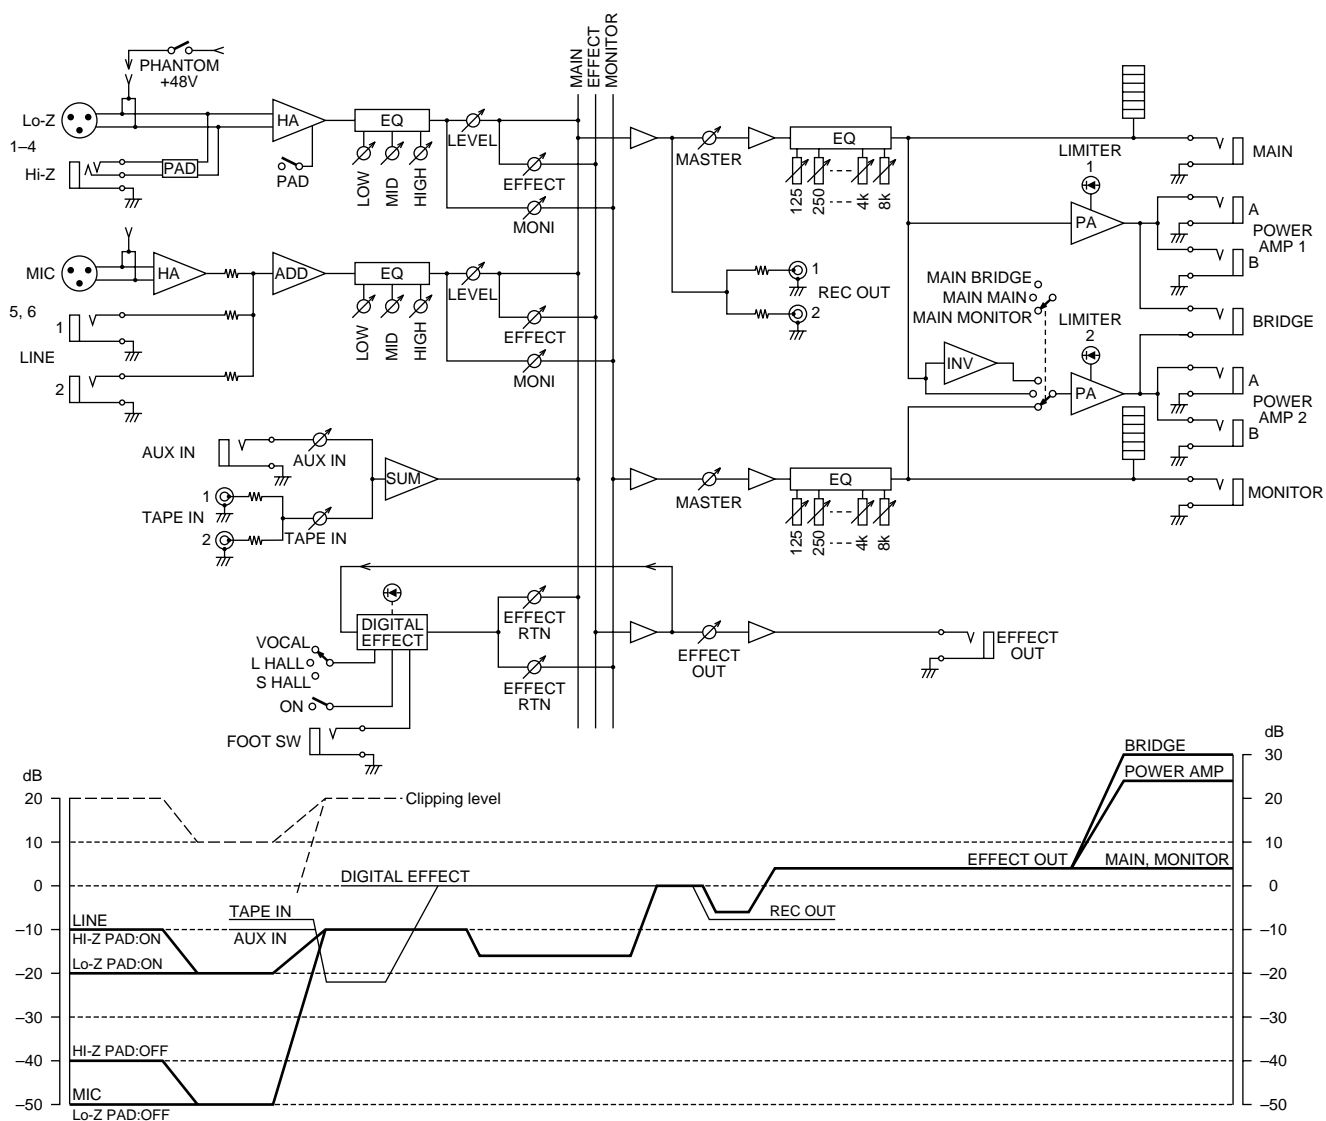 PHANTOM
+48V
Lo-Z
1–4
Hi-Z
PAD
HA
PAD
EQ
LOW
MID
HIGH
LEVEL
EFFECT
MONI
MAIN
EFFECT
MONITOR
MIC
5, 6
1
LINE
2
HA
ADD
EQ
LOW
MID
HIGH
LEVEL
EFFECT
MONI
AUX IN
AUX IN
1
TAPE IN
2
TAPE IN
SUM
DIGITAL
EFFECT
VOCAL
L HALL
S HALL
ON
FOOT SW
EFFECT
RTN
EFFECT
RTN
MASTER
EQ
125
250
4k
8k
1
REC OUT
2
MAIN BRIDGE
MAIN MAIN
MAIN MONITOR
INV
LIMITER
1
PA
LIMITER
2
PA
MAIN
A
POWER
AMP 1
B
BRIDGE
A
POWER
AMP 2
B
MONITOR
MASTER
EQ
125
250
4k
8k
EFFECT
OUT
EFFECT
OUT
dB
20
10
0
–10
–20
–30
–40
–50
Clipping level
DIGITAL EFFECT
TAPE IN
AUX IN
LINE
HI-Z PAD:ON
Lo-Z PAD:ON
HI-Z PAD:OFF
MIC
Lo-Z PAD:OFF
REC OUT
EFFECT OUT
MAIN, MONITOR
BRIDGE
POWER AMP
dB
30
20
10
0
–10
–20
–30
–40
–50